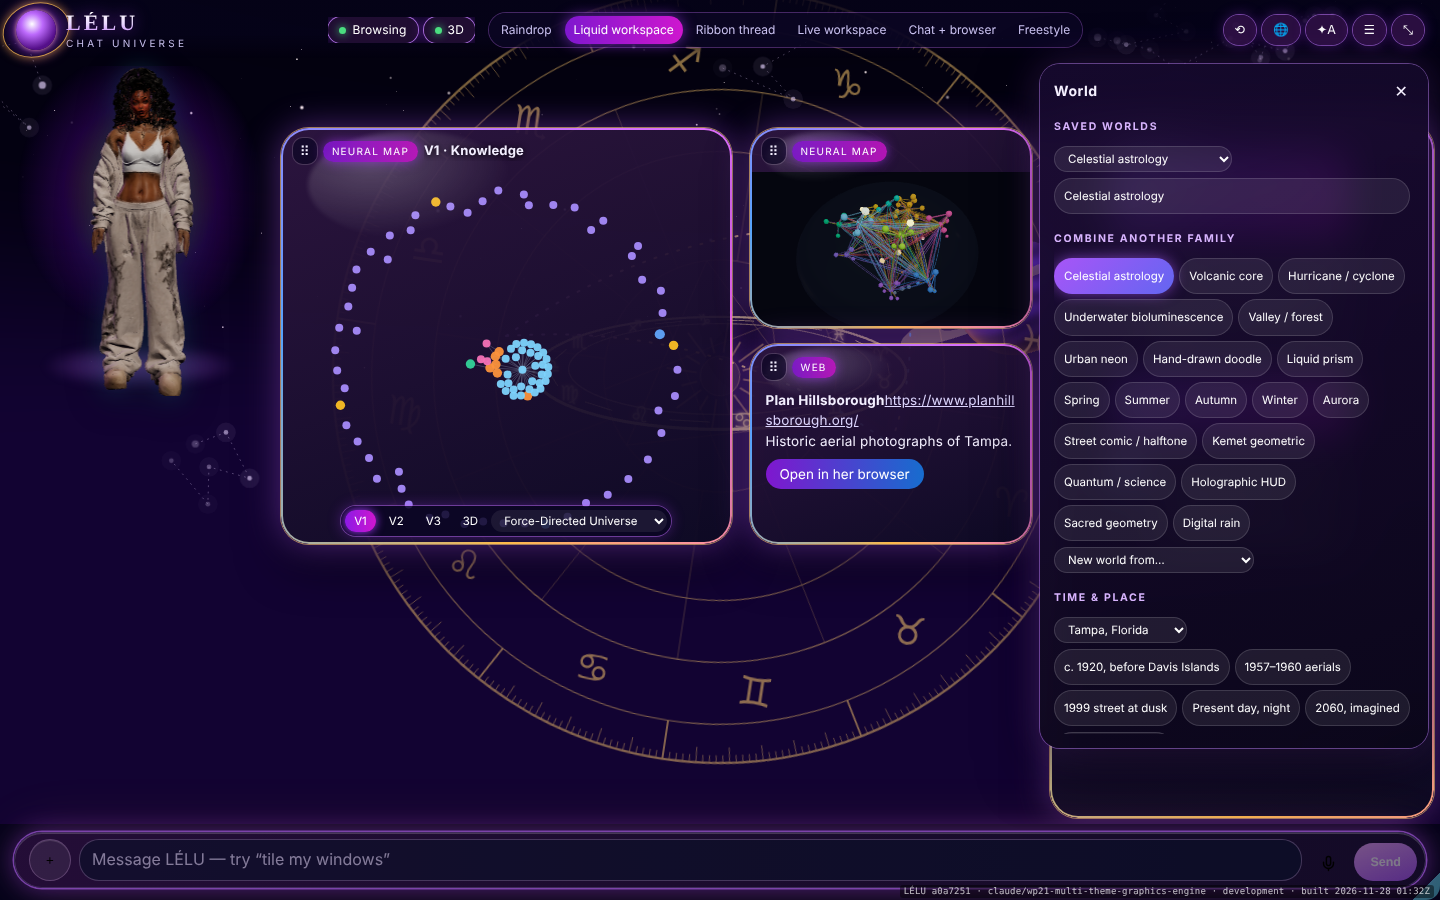 LÉLU
CHAT UNIVERSE
Browsing
3D
Raindrop
Liquid workspace
Ribbon thread
Live workspace
Chat + browser
Freestyle
A
NEURAL MAP
V1 · Knowledge
NEURAL MAP
WEB
Plan Hillsboroughhttps://www.planhill
sborough.org/
Historic aerial photographs of Tampa.
Open in her browser
V1
V2
V3
3D
Force-Directed Universe
World
SAVED WORLDS
Celestial astrology
Celestial astrology
COMBINE ANOTHER FAMILY
Celestial astrology
Volcanic core
Hurricane / cyclone
Underwater bioluminescence
Valley / forest
Urban neon
Hand-drawn doodle
Liquid prism
Spring
Summer
Autumn
Winter
Aurora
Street comic / halftone
Kemet geometric
Quantum / science
Holographic HUD
Sacred geometry
Digital rain
New world from...
TIME & PLACE
Tampa, Florida
c. 1920, before Davis Islands
1957–1960 aerials
1999 street at dusk
Present day, night
2060, imagined
Message LÉLU — try “tile my windows”
Send
LÉLU a0a7251 · claude/wp21-multi-theme-graphics-engine · development · built 2026-11-28 01:32Z